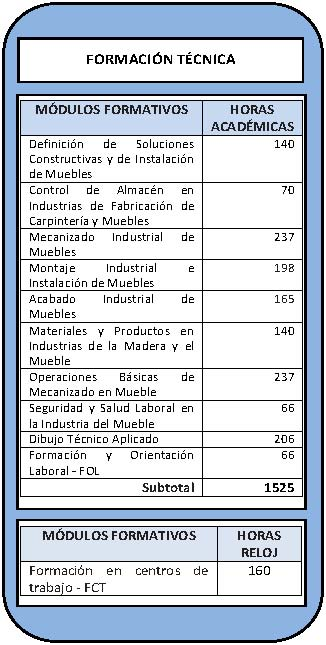 FORMACIÓN TÉCNICA
MÓDULOS FORMATIVOS HORAS
ACADÉMICAS
Definición de Soluciones 140
Constructivas y de Instalación
de Muebles
Control de Almacén en 70
Industrias de Fabricación de
Carpintería y Muebles
Mecanizado Industrial de 237
Muebles
Montaje Industrial e 198
Instalación de Muebles
Acabado Industrial de 165
Muebles
Materiales y Productos en 140
Industrias de la Madera y el
Mueble
Operaciones Básicas de 237
Mecanizado en Mueble
Seguridad y Salud Laboral en 66
la Industria del Mueble
Dibujo Técnico Aplicado 206
Formación y Orientación 66
Laboral - FOL
Subtotal 1525
MÓDULOS FORMATIVOS HORAS
RELOJ
Formación en centros de 160
trabajo - FCT